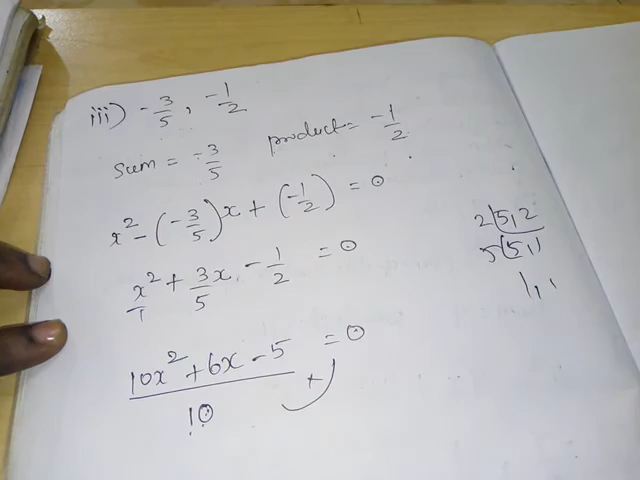 iii) -3/5, -1/2
sum = -3/5 product = -1/2
x² - (-3/5)x + (-1/2) = 0
x²/1 + 3/5 x - 1/2 = 0
2 | 5, 2
5 | 5, 1
1, 1
(10x² + 6x - 5)/10 = 0